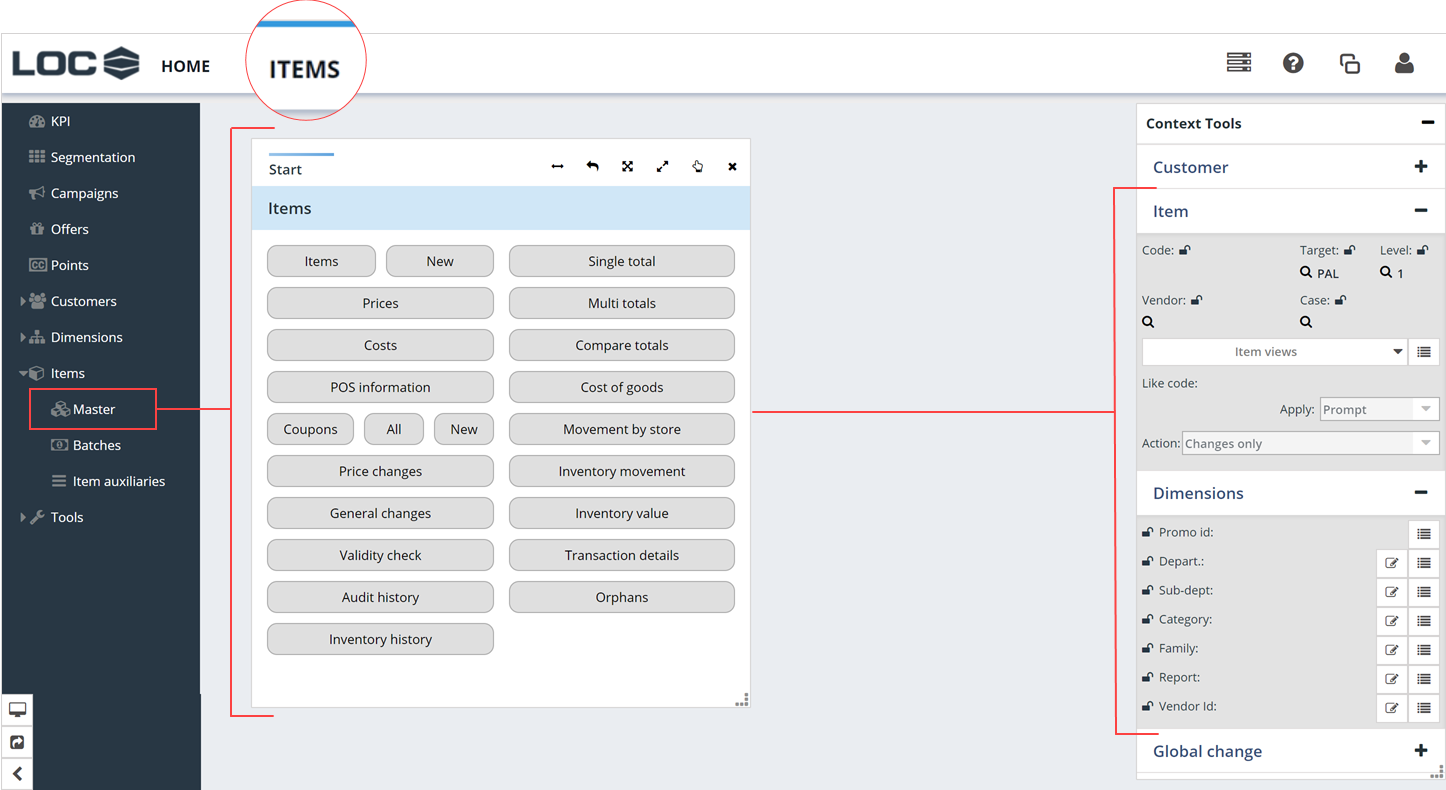 LOC
HOME
ITEMS
KPI
Segmentation
Campaigns
Offers
CC Points
Customers
Dimensions
Items
Master
Batches
Item auxiliaries
Tools
Start
Items
Items New
Prices
Costs
POS information
Coupons All New
Price changes
General changes
Validity check
Audit history
Inventory history
Single total
Multi totals
Compare totals
Cost of goods
Movement by store
Inventory movement
Inventory value
Transaction details
Orphans
Context Tools
Customer
Item
Code: Target: Level:
PAL 1
Vendor: Case:
Item views
Like code:
Apply: Prompt
Action: Changes only
Dimensions
Promo id:
Depart.:
Sub-dept:
Category:
Family:
Report:
Vendor Id:
Global change